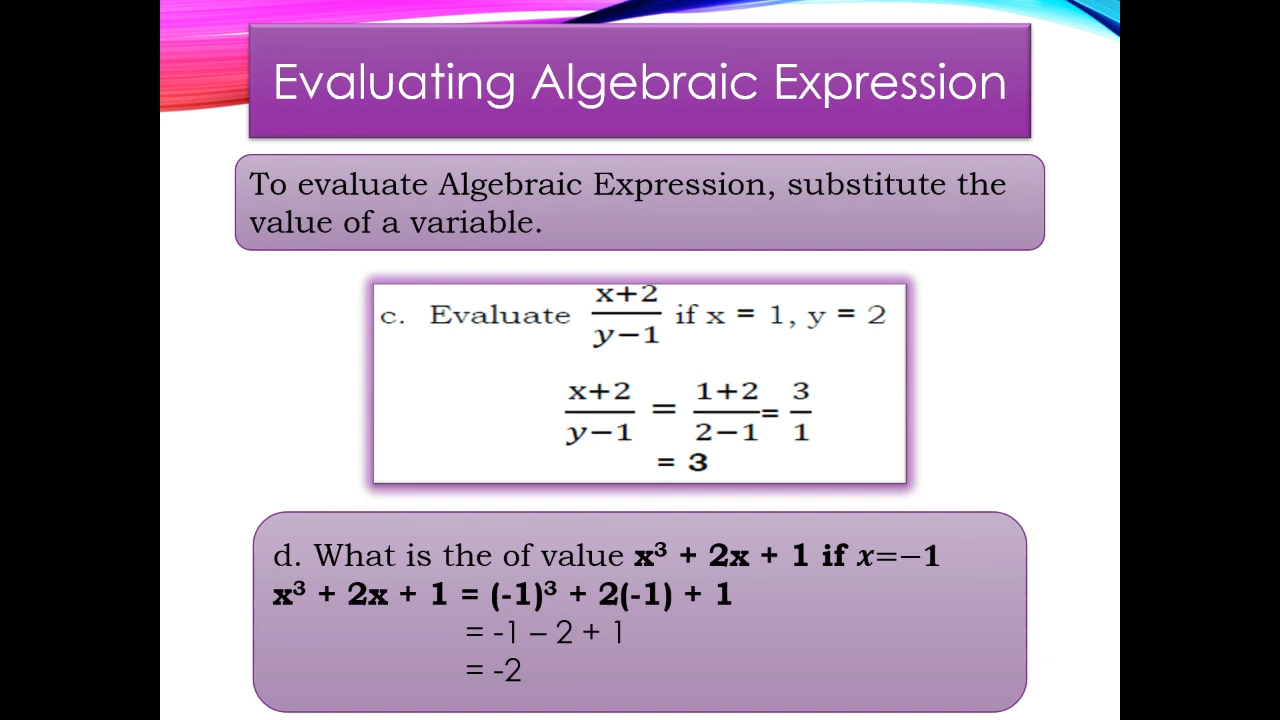 Evaluating Algebraic Expression
To evaluate Algebraic Expression, substitute the
value of a variable.
c. Evaluate (x+2)/(y−1) if x = 1, y = 2
(x+2)/(y−1) = (1+2)/(2−1) = 3/1
= 3
d. What is the of value x³ + 2x + 1 if x=−1
x³ + 2x + 1 = (-1)³ + 2(-1) + 1
= -1 – 2 + 1
= -2